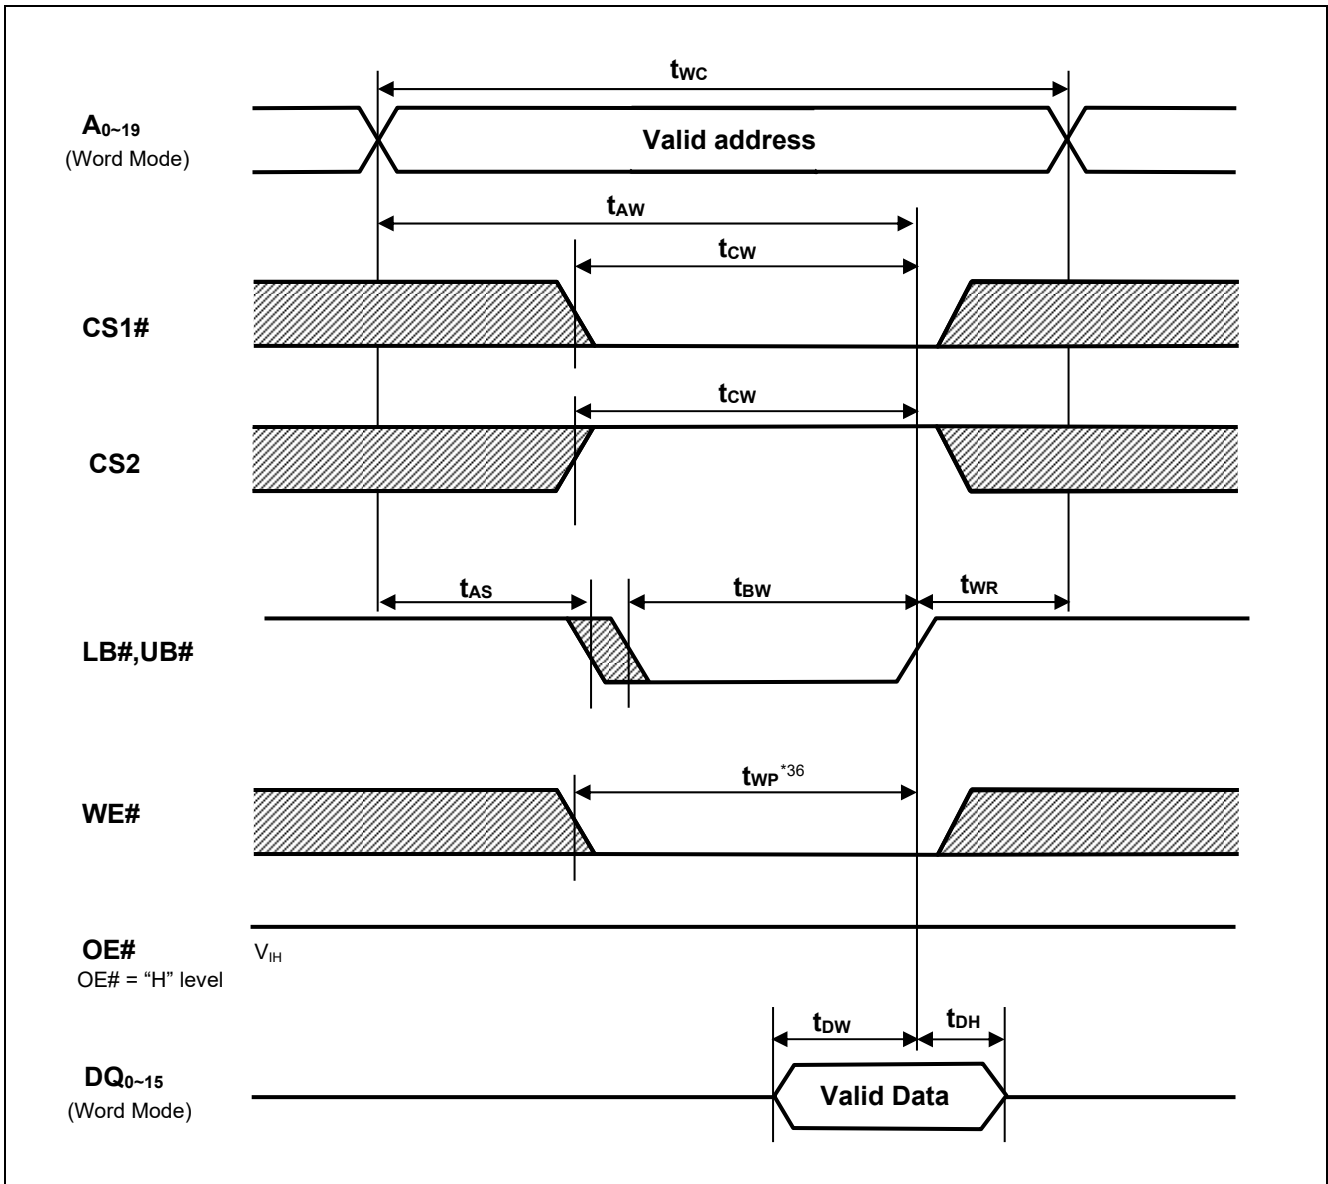 tWC
A0~19
(Word Mode)
Valid address
tAW
tCW
CS1#
tCW
CS2
tAS
tBW
tWR
LB#,UB#
tWP*36
WE#
OE#
OE# = “H” level
VIH
tDW
tDH
DQ0~15
(Word Mode)
Valid Data